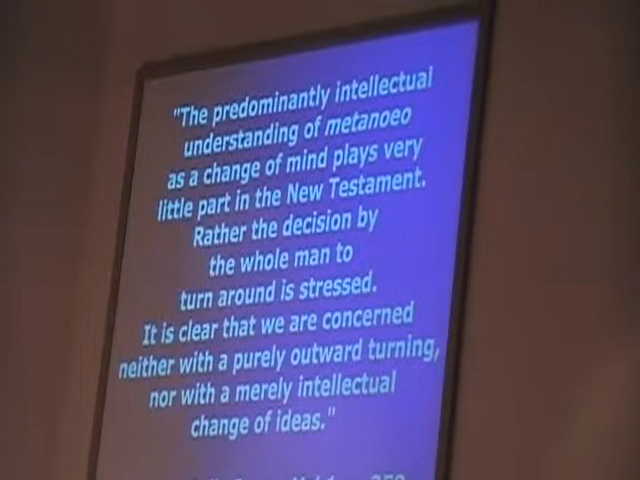 "The predominantly intellectual
understanding of metanoeo
as a change of mind plays very
little part in the New Testament.
Rather the decision by
the whole man to
turn around is stressed.
It is clear that we are concerned
neither with a purely outward turning,
nor with a merely intellectual
change of ideas."